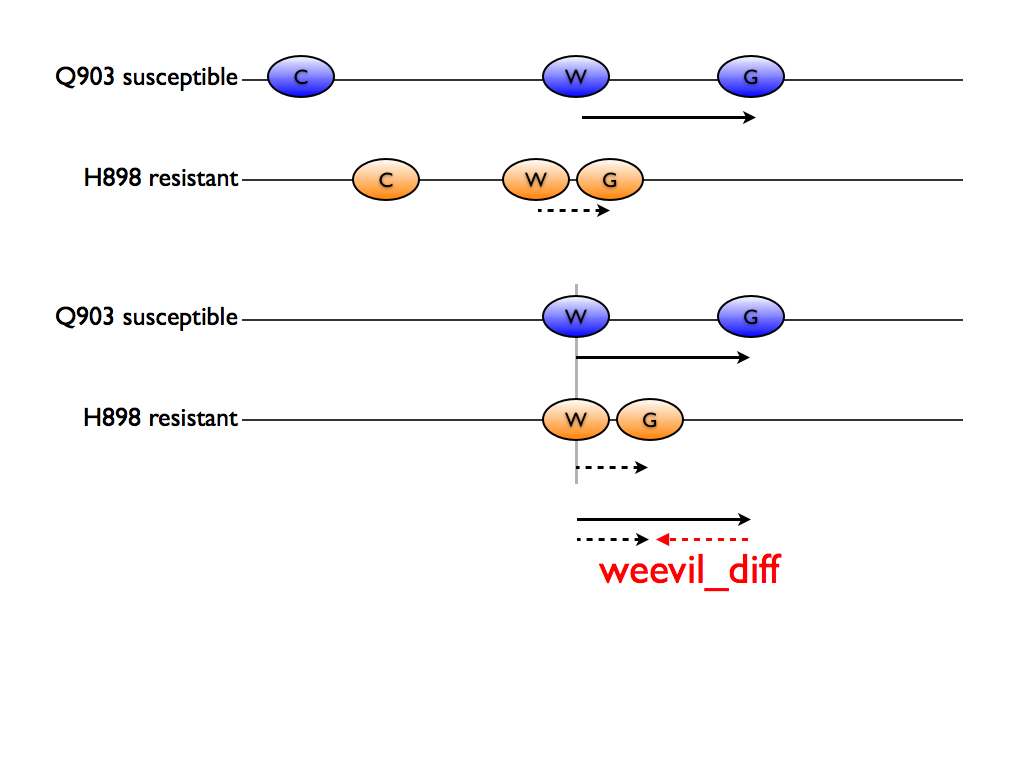 Q903 susceptible C W G
H898 resistant C W G
Q903 susceptible W G
H898 resistant W G
weevil_diff